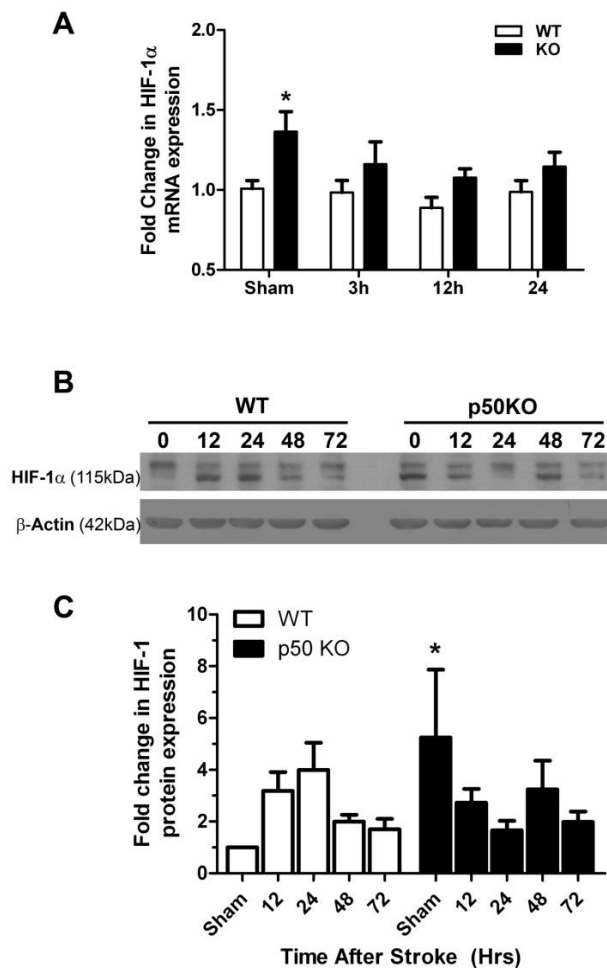 A
WT
KO
Fold Change in HIF-1α
mRNA expression
2.0
1.5
1.0
0.5
*
Sham 3h 12h 24
B
WT p50KO
0 12 24 48 72 0 12 24 48 72
HIF-1α (115kDa)
β-Actin (42kDa)
C
WT
p50 KO
Fold change in HIF-1
protein expression
10
8
6
4
2
0
*
Sham 12 24 48 72 Sham 12 24 48 72
Time After Stroke (Hrs)